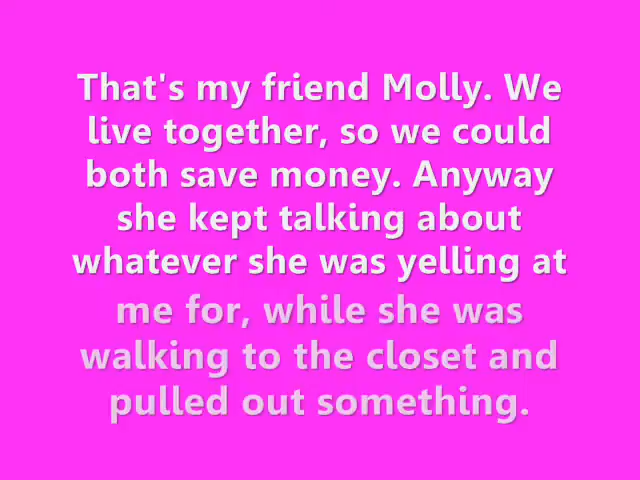 That's my friend Molly. We
live together, so we could
both save money. Anyway
she kept talking about
whatever she was yelling at
me for, while she was
walking to the closet and
pulled out something.